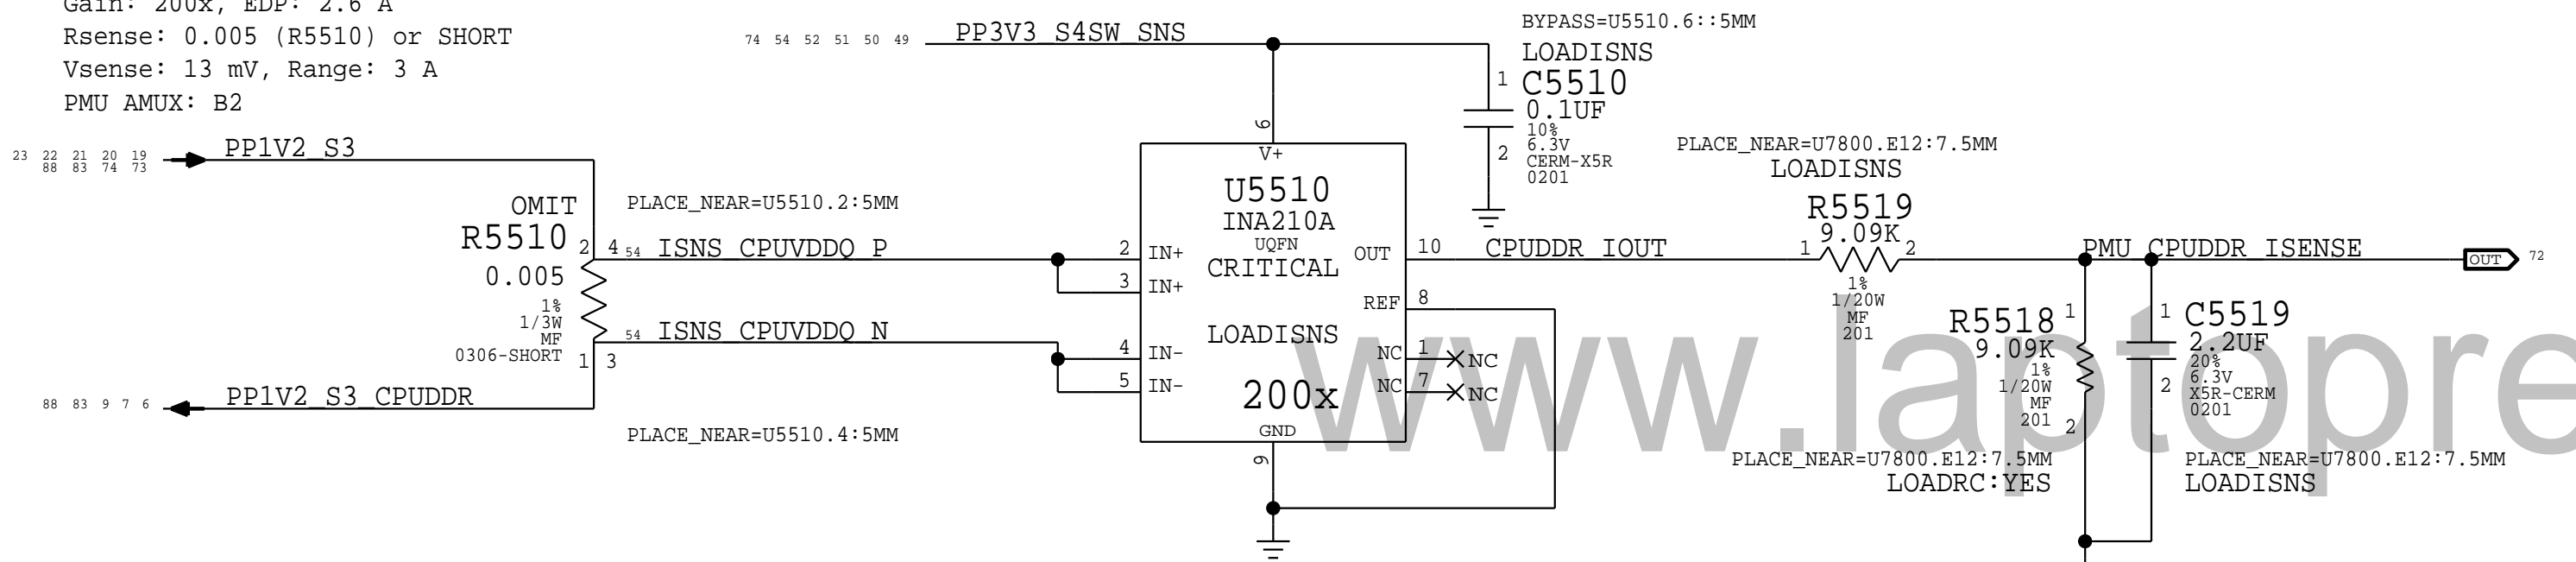 Gain: 200x, EDP: 2.6 A
Rsense: 0.005 (R5510) or SHORT
Vsense: 13 mV, Range: 3 A
PMU AMUX: B2
74 54 52 51 50 49
PP3V3_S4SW_SNS
BYPASS=U5510.6::5MM
LOADISNS
1
C5510
0.1UF
10%
6.3V
CERM-X5R
0201
2
23 22 21 20 19
88 83 74 73
PP1V2_S3
OMIT
R5510
0.005
1%
1/3W
MF
0306-SHORT
2 4
1 3
PLACE_NEAR=U5510.2:5MM
54 ISNS_CPUVDDQ_P
54 ISNS_CPUVDDQ_N
PLACE_NEAR=U5510.4:5MM
88 83 9 7 6
PP1V2_S3_CPUDDR
6
V+
U5510
INA210A
UQFN
CRITICAL
LOADISNS
200x
GND
9
2 IN+
3 IN+
4 IN-
5 IN-
OUT 10
REF 8
NC 1 NC
NC 7 NC
CPUDDR_IOUT
PLACE_NEAR=U7800.E12:7.5MM
LOADISNS
R5519
9.09K
1 2
1%
1/20W
MF
201
PMU_CPUDDR_ISENSE
OUT 72
R5518
9.09K
1%
1/20W
MF
201
1
2
PLACE_NEAR=U7800.E12:7.5MM
LOADRC:YES
1
C5519
2.2UF
20%
6.3V
X5R-CERM
0201
2
PLACE_NEAR=U7800.E12:7.5MM
LOADISNS
www.laptopre